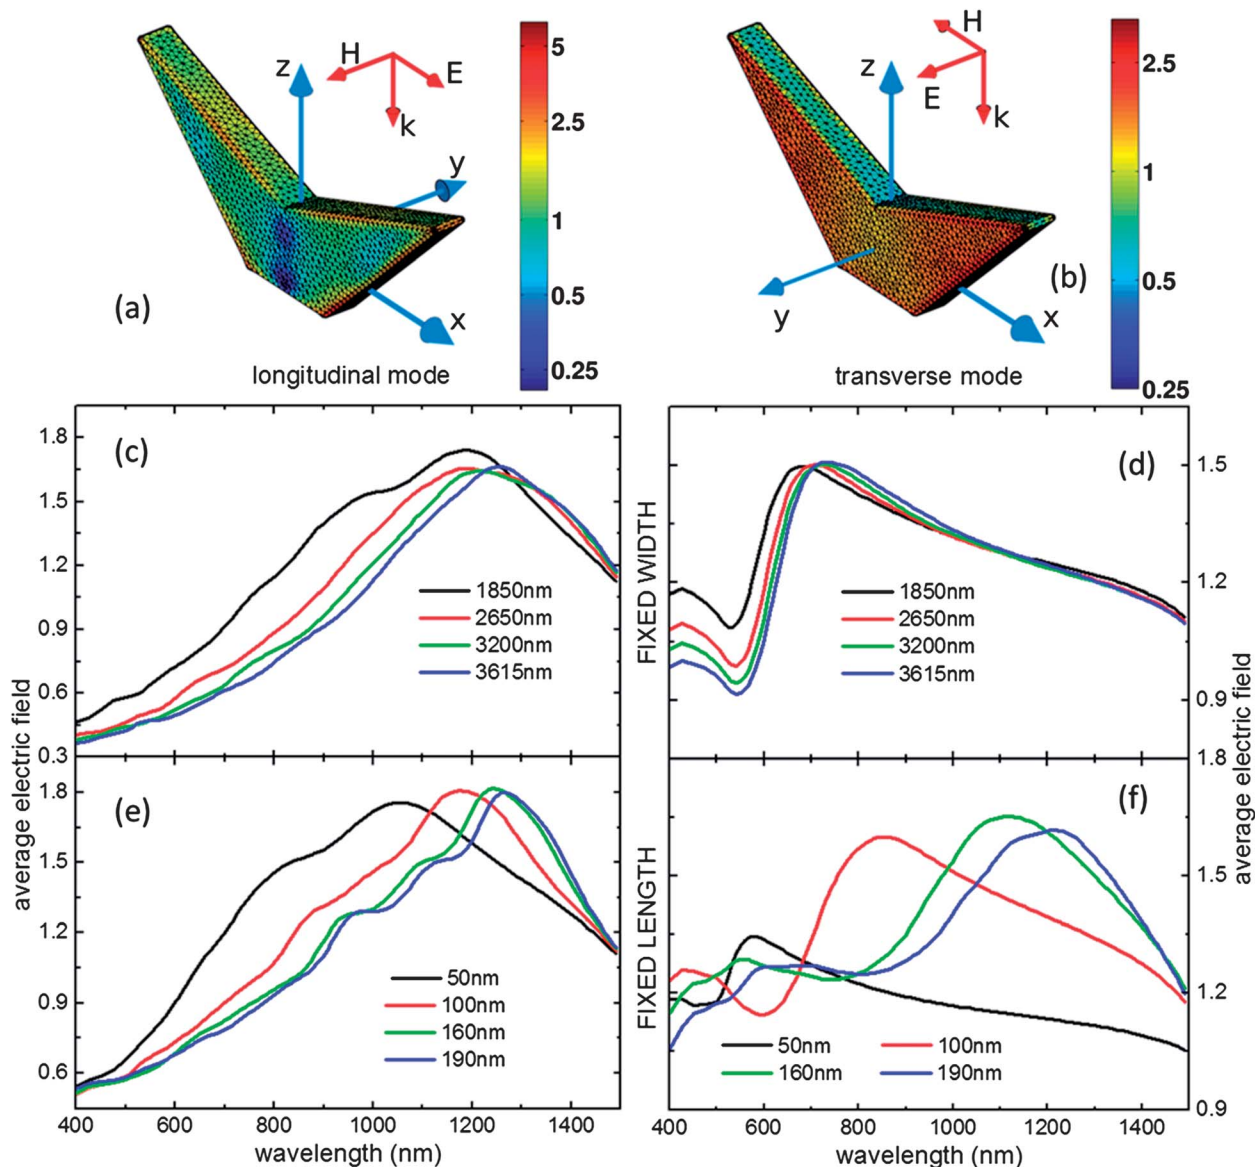 H
E
k
z
y
x
(a)
longitudinal mode
5
2.5
1
0.5
0.25
H
E
k
z
y
x
(b)
transverse mode
2.5
1
0.5
0.25
(c)
1.8
1.5
1.2
0.9
0.6
0.3
1850nm
2650nm
3200nm
3615nm
(d)
FIXED WIDTH
1.5
1.2
0.9
1850nm
2650nm
3200nm
3615nm
average electric field
(e)
1.8
1.5
1.2
0.9
0.6
50nm
100nm
160nm
190nm
400 600 800 1000 1200 1400
wavelength (nm)
(f)
FIXED LENGTH
1.8
1.5
1.2
0.9
50nm 100nm
160nm 190nm
400 600 800 1000 1200 1400
wavelength (nm)
average electric field